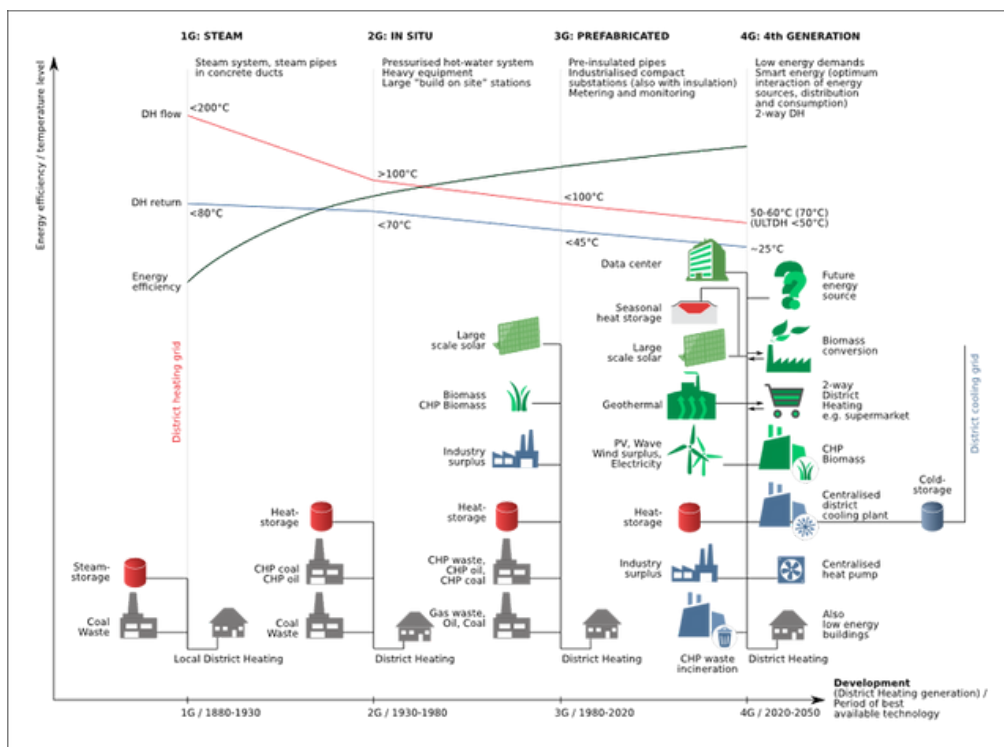 1G: STEAM
Steam system, steam pipes
in concrete ducts
2G: IN SITU
Pressurised hot-water system
Heavy equipment
Large "build on site" stations
3G: PREFABRICATED
Pre-insulated pipes
Industrialised compact
substations (also with insulation)
Metering and monitoring
4G: 4th GENERATION
Low energy demands
Smart energy (optimum
interaction of energy
sources, distribution
and consumption)
2-way DH
Energy efficiency / temperature level
DH flow
<200°C
>100°C
<100°C
50-60°C (70°C)
(ULTDH <50°C)
DH return
<80°C
<70°C
<45°C
~25°C
Energy
efficiency
District heating grid
District cooling grid
Steam-
storage
Coal
Waste
Local District Heating
Heat-
storage
CHP coal
CHP oil
Coal
Waste
District Heating
Large
scale solar
Biomass
CHP Biomass
Industry
surplus
Heat-
storage
CHP waste,
CHP oil,
CHP coal
Gas waste,
Oil, Coal
District Heating
Data center
Seasonal
heat storage
Large
scale solar
Geothermal
PV, Wave
Wind surplus,
Electricity
Heat-
storage
Industry
surplus
CHP waste
incineration
Future
energy
source
Biomass
conversion
2-way
District
Heating
e.g. supermarket
CHP
Biomass
Centralised
district
cooling plant
Cold-
storage
Centralised
heat pump
Also
low energy
buildings
District Heating
1G / 1880-1930
2G / 1930-1980
3G / 1980-2020
4G / 2020-2050
Development
(District Heating generation) /
Period of best
available technology